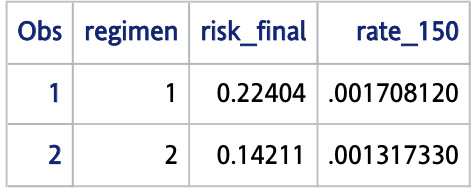 Obs regimen risk_final rate_150
1 1 0.22404 .001708120
2 2 0.14211 .001317330